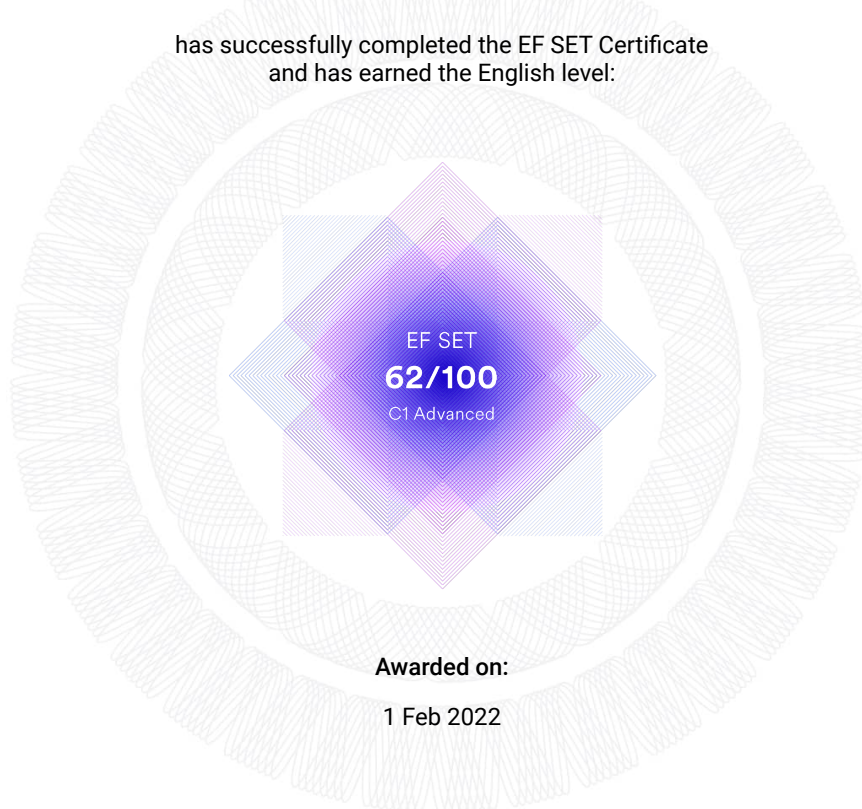 has successfully completed the EF SET Certificate
and has earned the English level:
EF SET
62/100
C1 Advanced
Awarded on:
1 Feb 2022